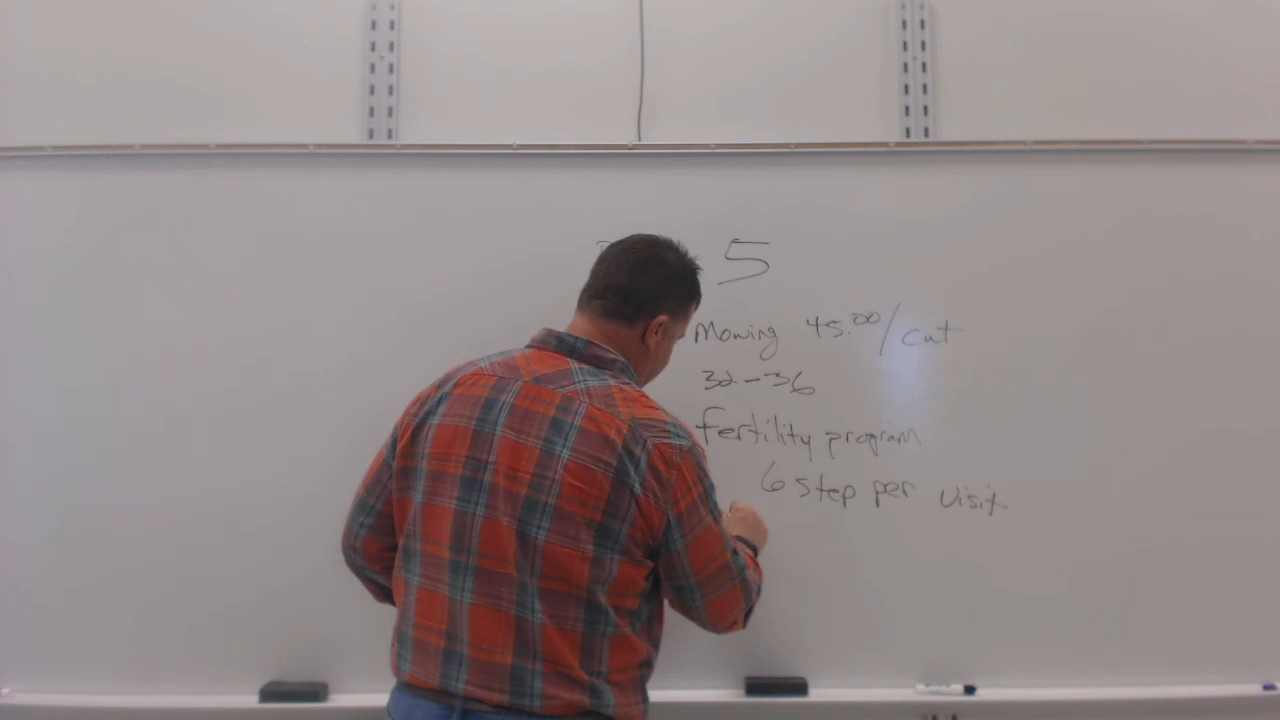 5
Mowing 45.00/cut
32-36
fertility program
6 step per visit